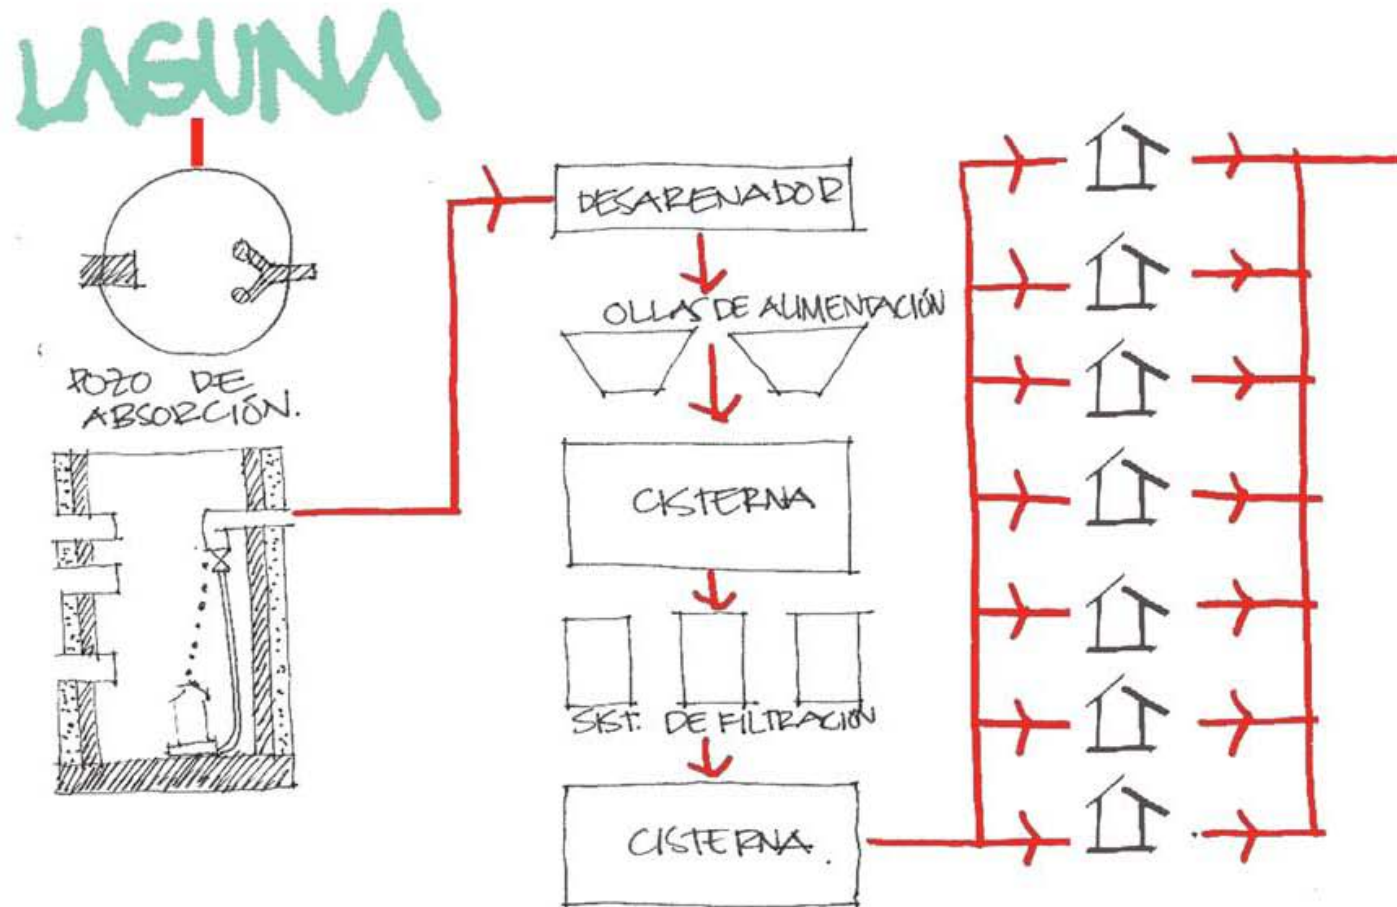 LAGUNA
POZO DE
ABSORCIÓN.
DESARENADOR
OLLAS DE ALIMENTACIÓN
CISTERNA
SIST. DE FILTRACIÓN
CISTERNA.